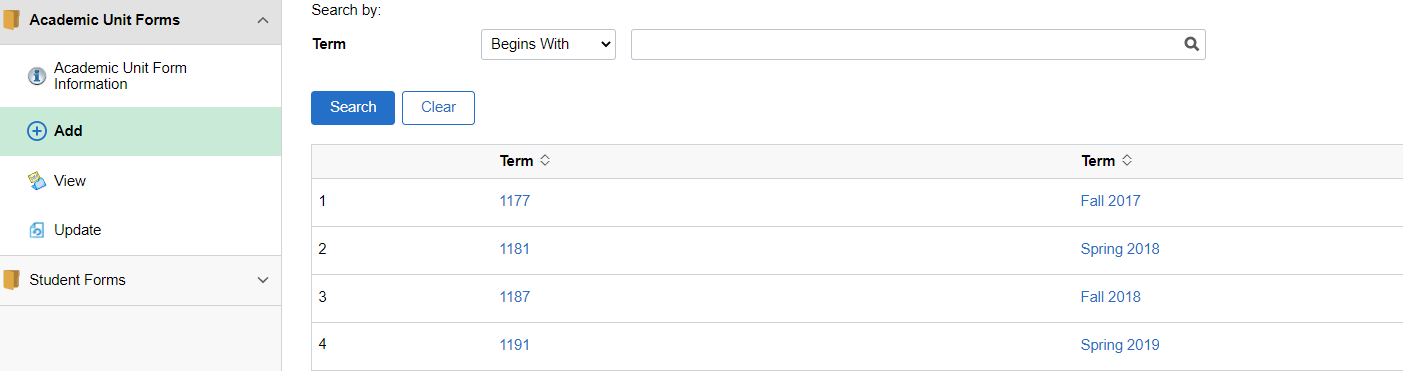 Academic Unit Forms
Academic Unit Form
Information
Add
View
Update
Student Forms
Search by:
Term Begins With
Search Clear
Term Term
1 1177 Fall 2017
2 1181 Spring 2018
3 1187 Fall 2018
4 1191 Spring 2019